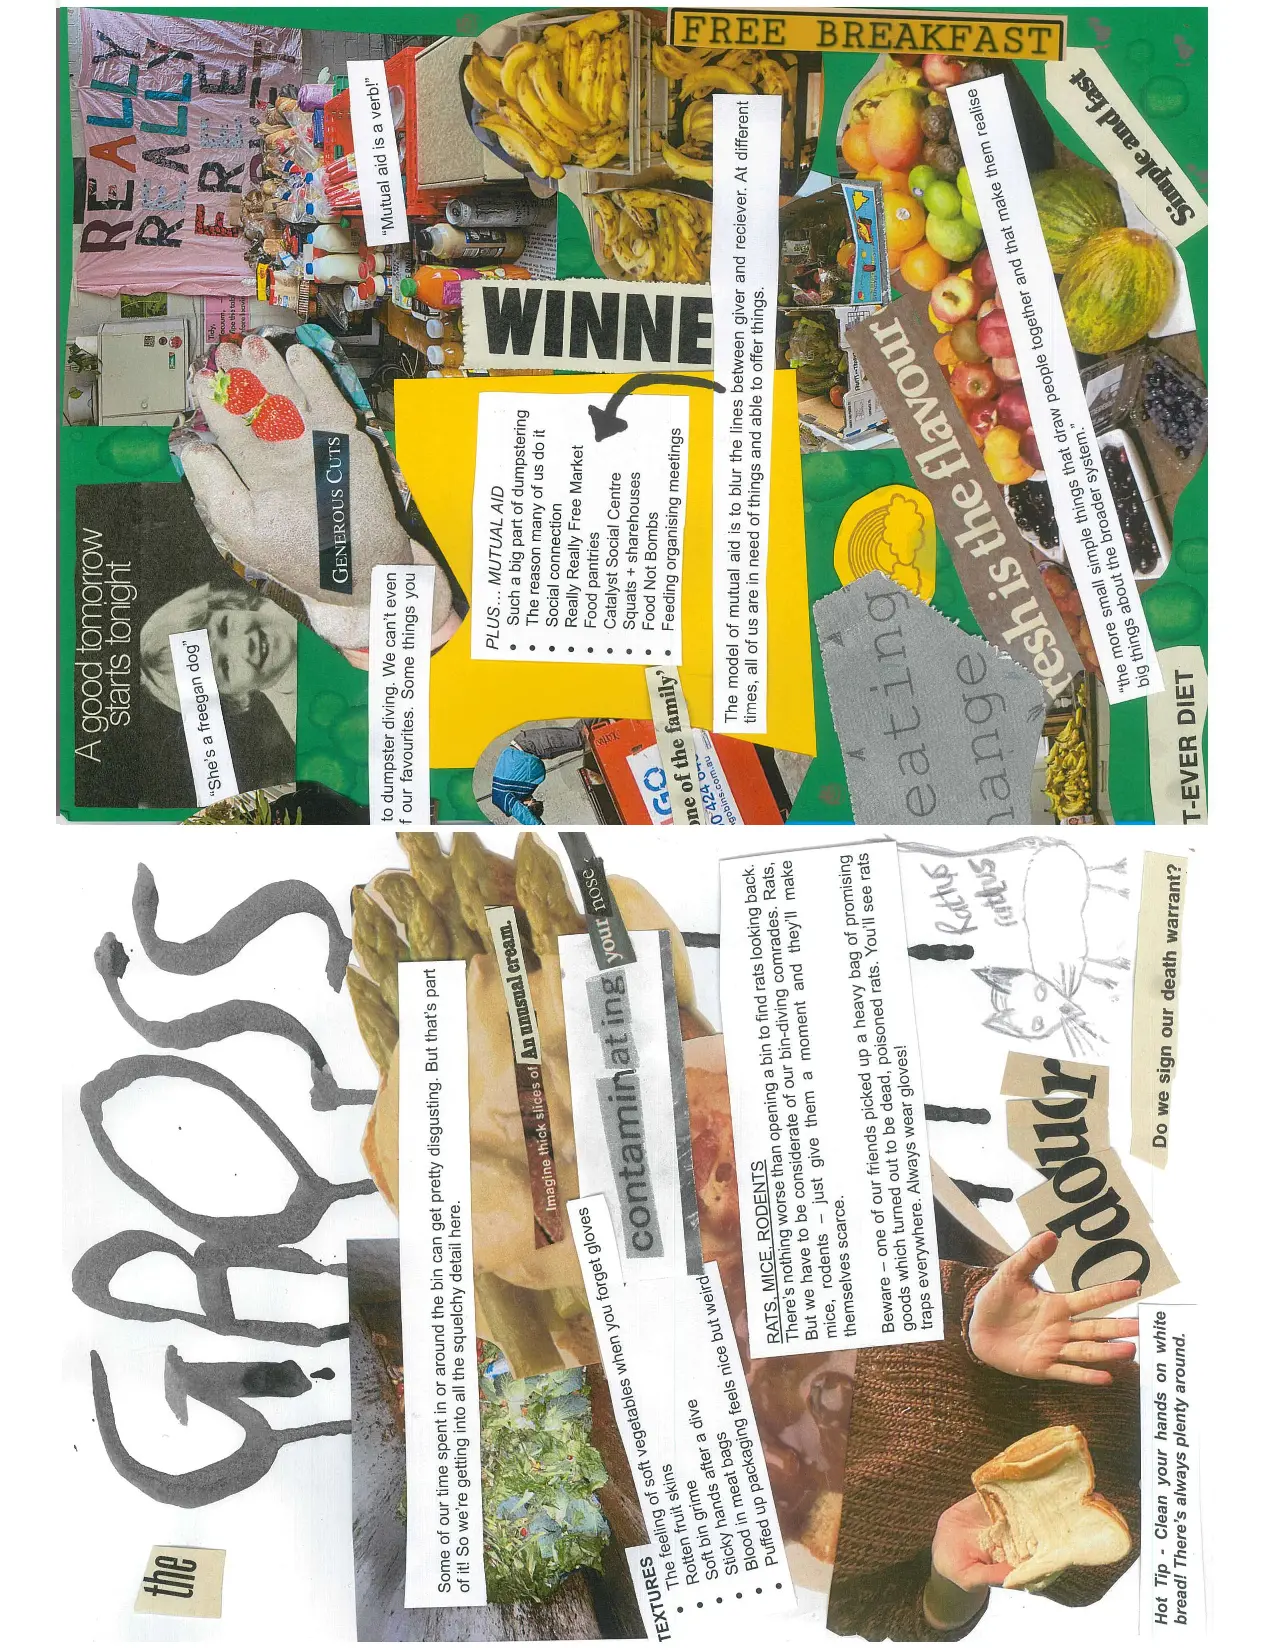 the
GROSS
Some of our time spent in or around the bin can get pretty disgusting. But that's part
of it! So we're getting into all the squelchy detail here.
Imagine thick slices of
An unusual cream.
contaminating
your nose
TEXTURES
• The feeling of soft vegetables when you forget gloves
• Rotten fruit skins
• Soft bin grime
• Sticky hands after a dive
• Blood in meat bags
• Puffed up packaging feels nice but weird
RATS, MICE, RODENTS
There's nothing worse than opening a bin to find rats looking back.
But we have to be considerate of our bin-diving comrades. Rats,
mice, rodents – just give them a moment and they'll make
themselves scarce.
Beware – one of our friends picked up a heavy bag of promising
goods which turned out to be dead, poisoned rats. You'll see rats
traps everywhere. Always wear gloves!
Rattus
rattus
Odour
Hot Tip - Clean your hands on white
bread! There's always plenty around.
Do we sign our death warrant?
A good tomorrow
starts tonight
"She's a freegan dog"
REALLY
REALLY
FREE
GENEROUS CUTS
"Mutual aid is a verb!"
to dumpster diving. We can't even
f our favourites. Some things you
WINNE
PLUS... MUTUAL AID
• Such a big part of dumpstering
• The reason many of us do it
• Social connection
• Really Really Free Market
• Food pantries
• Catalyst Social Centre
• Squats + sharehouses
• Food Not Bombs
• Feeding organising meetings
one of the family'
The model of mutual aid is to blur the lines between giver and reciever. At different
times, all of us are in need of things and able to offer things.
FREE BREAKFAST
eating
hange
resh is the flavour
"the more small simple things that draw people together and that make them realise
big things about the broader system."
Simple and fast
T-EVER DIET